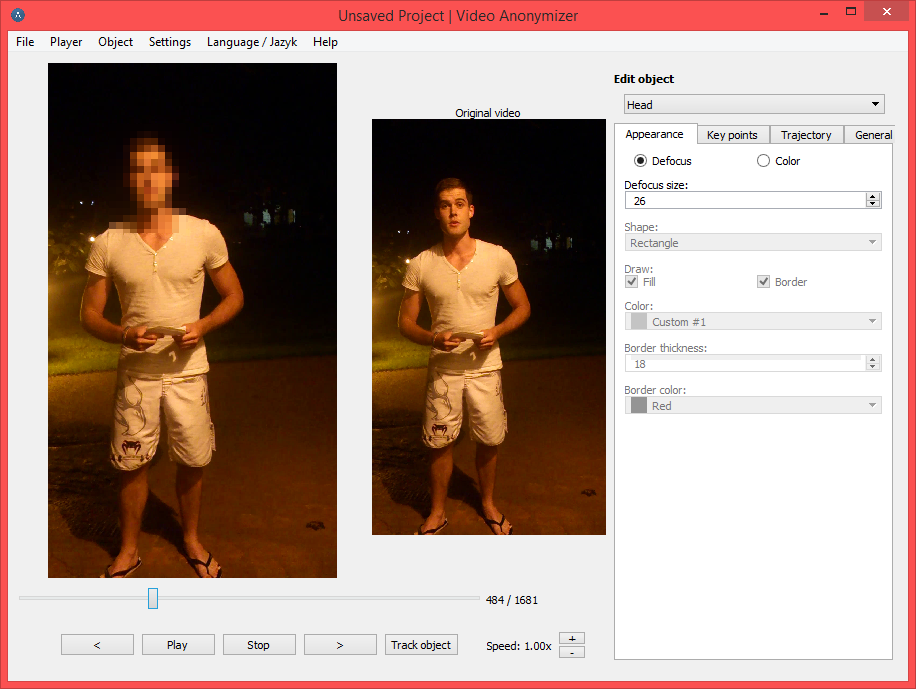 Unsaved Project | Video Anonymizer
File Player Object Settings Language / Jazyk Help
Edit object
Head
Original video
Appearance Key points Trajectory General
Defocus Color
Defocus size:
26
Shape:
Rectangle
Draw:
Fill Border
Color:
Custom #1
Border thickness:
18
Border color:
Red
484 / 1681
< Play Stop > Track object Speed: 1.00x + -